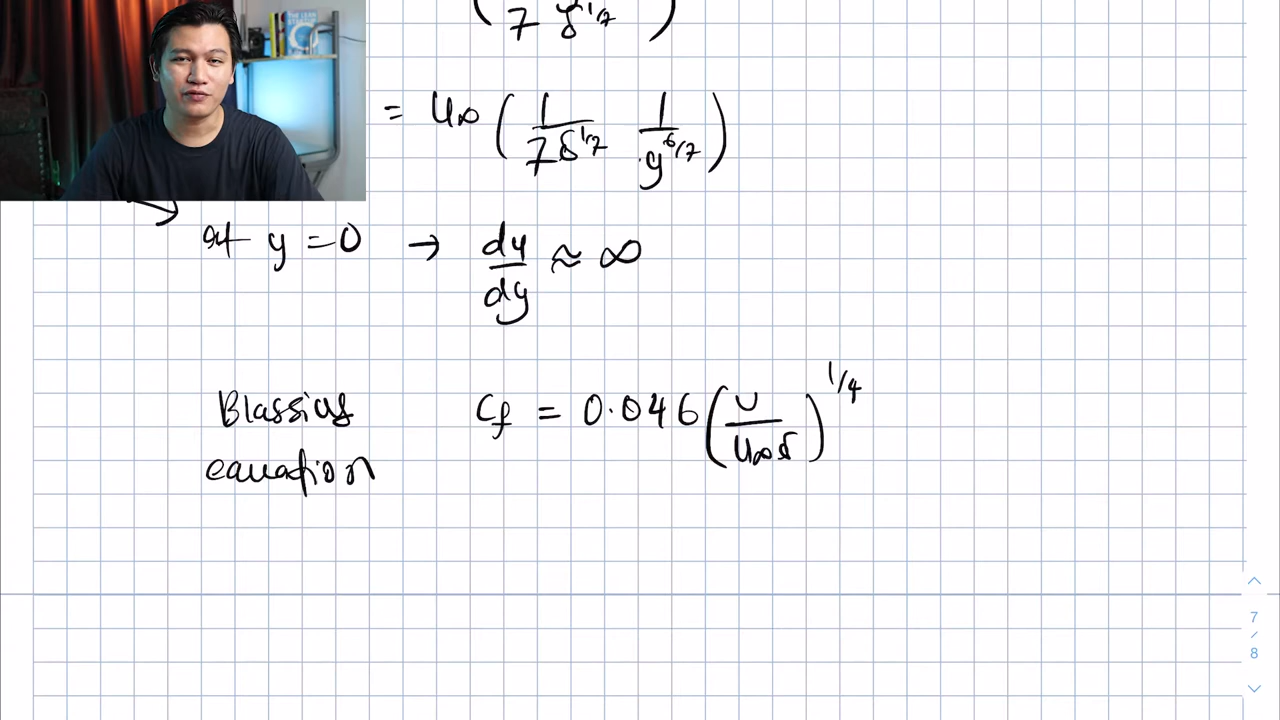 ( 7 y^1/7 )
= U∞ ( 1/7δ^1/7 1/y^6/7 )
at y = 0 → du/dy ≈ ∞
Blassius Cf = 0.046 ( υ/U∞δ )^1/4
equation
7
/
8